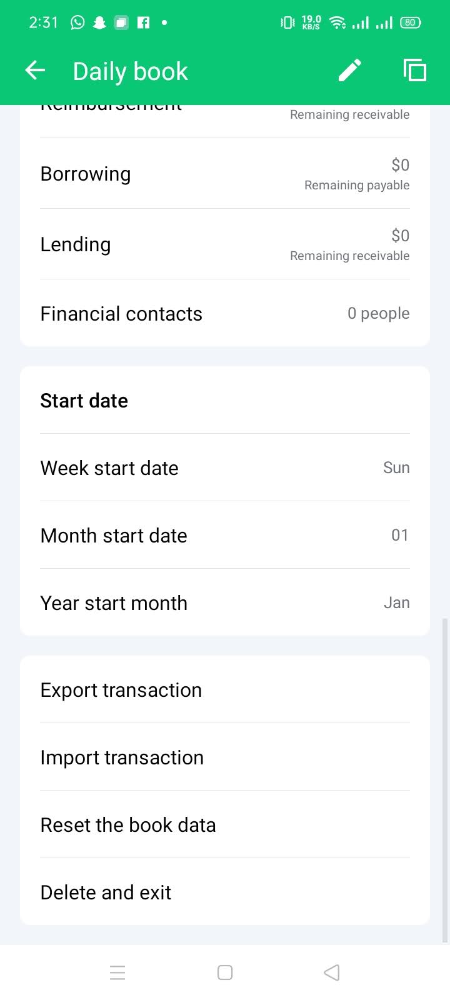 2:31 19.0 KB/S 80
Daily book
Reimbursement
Remaining receivable
Borrowing $0
Remaining payable
Lending $0
Remaining receivable
Financial contacts 0 people
Start date
Week start date Sun
Month start date 01
Year start month Jan
Export transaction
Import transaction
Reset the book data
Delete and exit